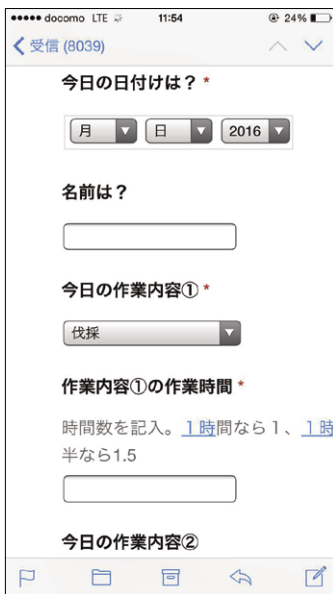 docomo LTE 11:54 24%
受信 (8039)
今日の日付けは？ *
月 日 2016
名前は？
今日の作業内容① *
伐採
作業内容①の作業時間 *
時間数を記入。１時間なら１、１時
半なら1.5
今日の作業内容②